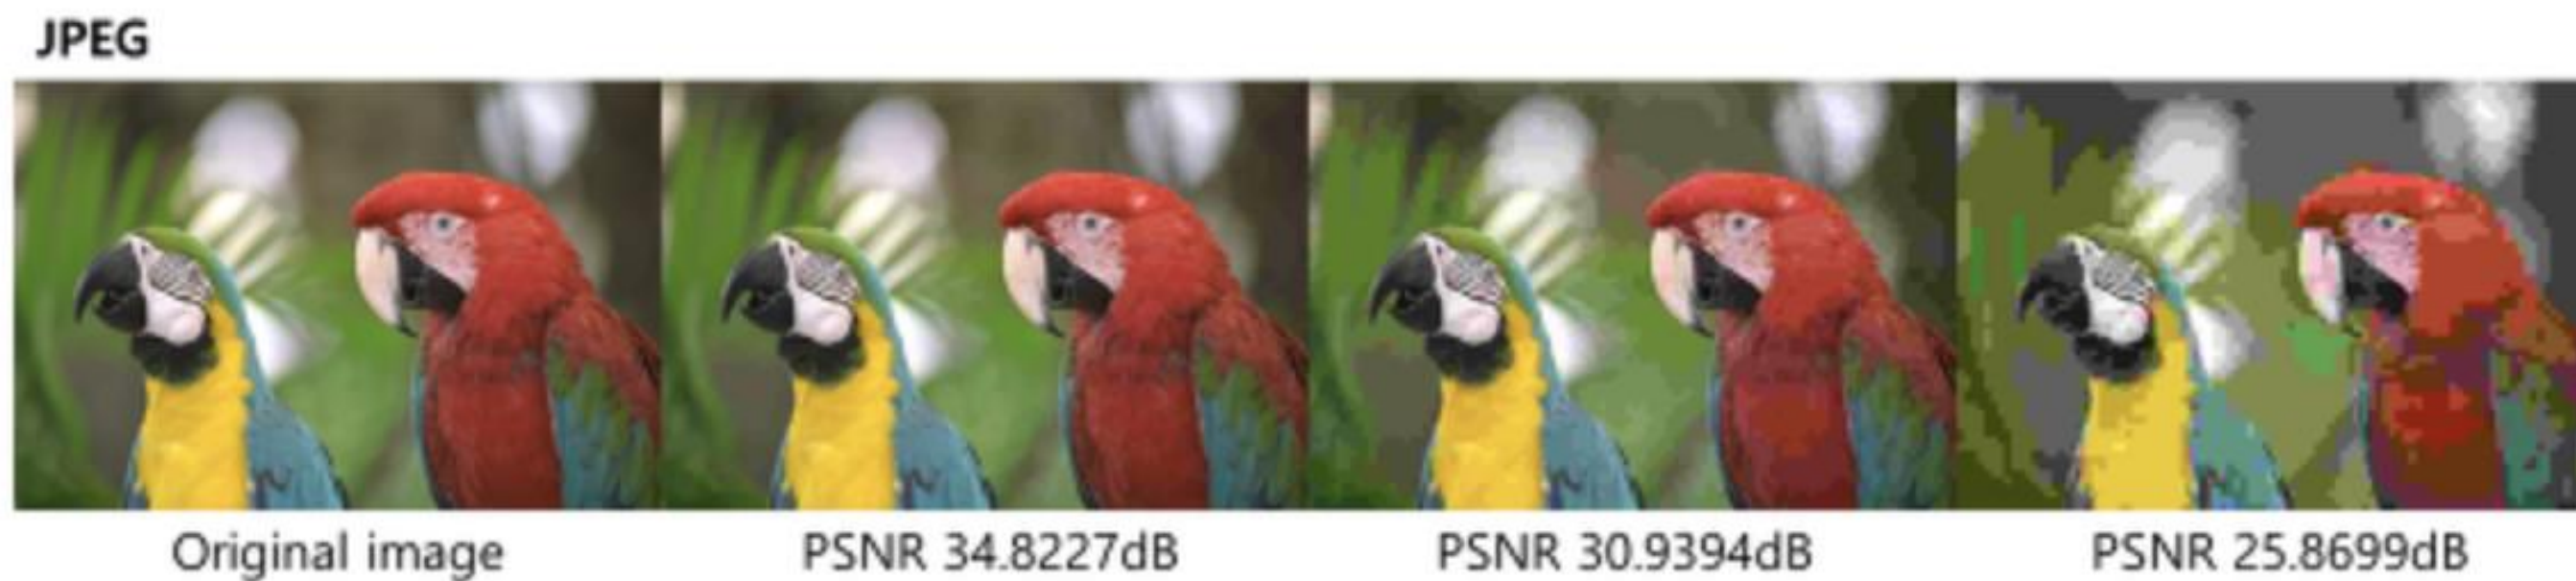 JPEG
Original image
PSNR 34.8227dB
PSNR 30.9394dB
PSNR 25.8699dB